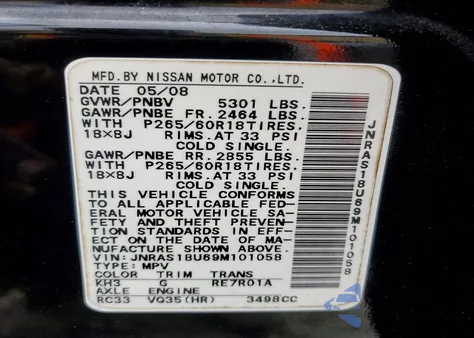 MFD.BY NISSAN MOTOR CO.,LTD.
DATE 05/08
GVWR/PNBV 5301 LBS.
GAWR/PNBE FR. 2464 LBS.
WITH P265/60R18TIRES.
18×8J RIMS.AT 33 PSI
COLD SINGLE.
GAWR/PNBE RR. 2855 LBS.
WITH P265/60R18TIRES.
18×8J RIMS.AT 33 PSI
COLD SINGLE.
THIS VEHICLE CONFORMS
TO ALL APPLICABLE FED-
ERAL MOTOR VEHICLE SA-
FETY AND THEFT PREVEN-
TION STANDARDS IN EFF-
ECT ON THE DATE OF MA-
NUFACTURE SHOWN ABOVE.
VIN: JNRAS18U69M101058
TYPE: MPV
COLOR TRIM TRANS
KH3 G RE7R01A
AXLE ENGINE
RC33 VQ35(HR) 3498CC
JNRAS18U69M101058